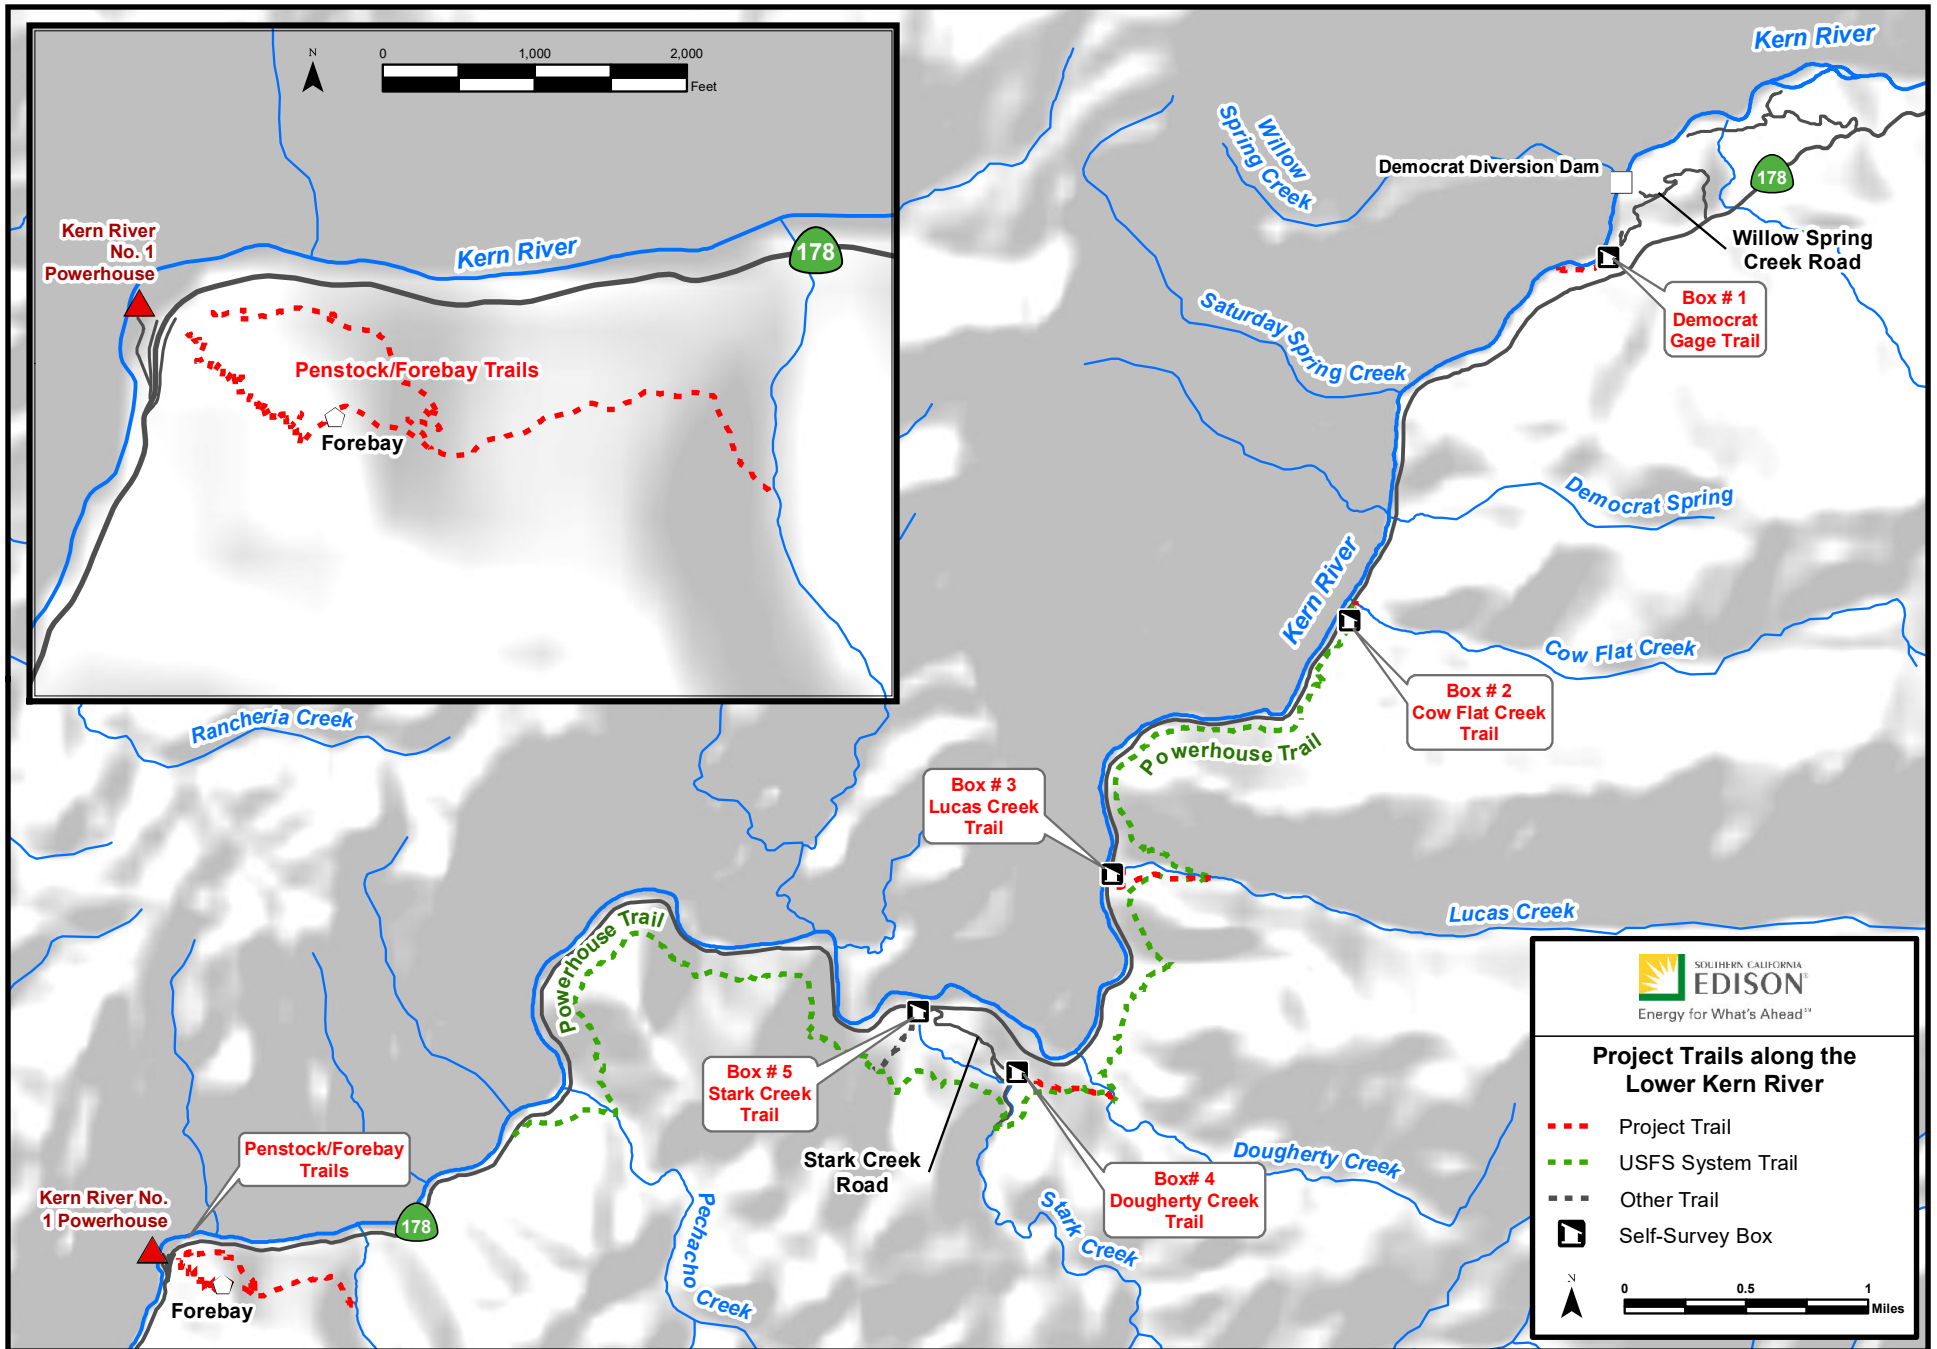 N
0 1,000 2,000
Feet
Kern River
No. 1
Powerhouse
Kern River
178
Penstock/Forebay Trails
Forebay
Kern River
Willow
Spring Creek
Democrat Diversion Dam
178
Willow Spring
Creek Road
Box # 1
Democrat
Gage Trail
Saturday Spring Creek
Democrat Spring
Kern River
Cow Flat Creek
Box # 2
Cow Flat Creek
Trail
Rancheria Creek
Powerhouse Trail
Box # 3
Lucas Creek
Trail
Lucas Creek
Powerhouse Trail
Box # 5
Stark Creek
Trail
Stark Creek
Road
Box# 4
Dougherty Creek
Trail
Dougherty Creek
Stark Creek
Pechacho Creek
Penstock/Forebay
Trails
Kern River No.
1 Powerhouse
178
Forebay
SOUTHERN CALIFORNIA
EDISON®
Energy for What's Ahead℠
Project Trails along the
Lower Kern River
Project Trail
USFS System Trail
Other Trail
Self-Survey Box
N
0 0.5 1
Miles